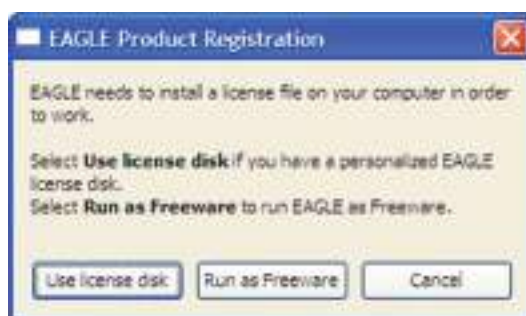 EAGLE Product Registration
EAGLE needs to install a license file on your computer in order
to work.
Select Use license disk if you have a personalized EAGLE
license disk.
Select Run as Freeware to run EAGLE as Freeware.
Use license disk
Run as Freeware
Cancel